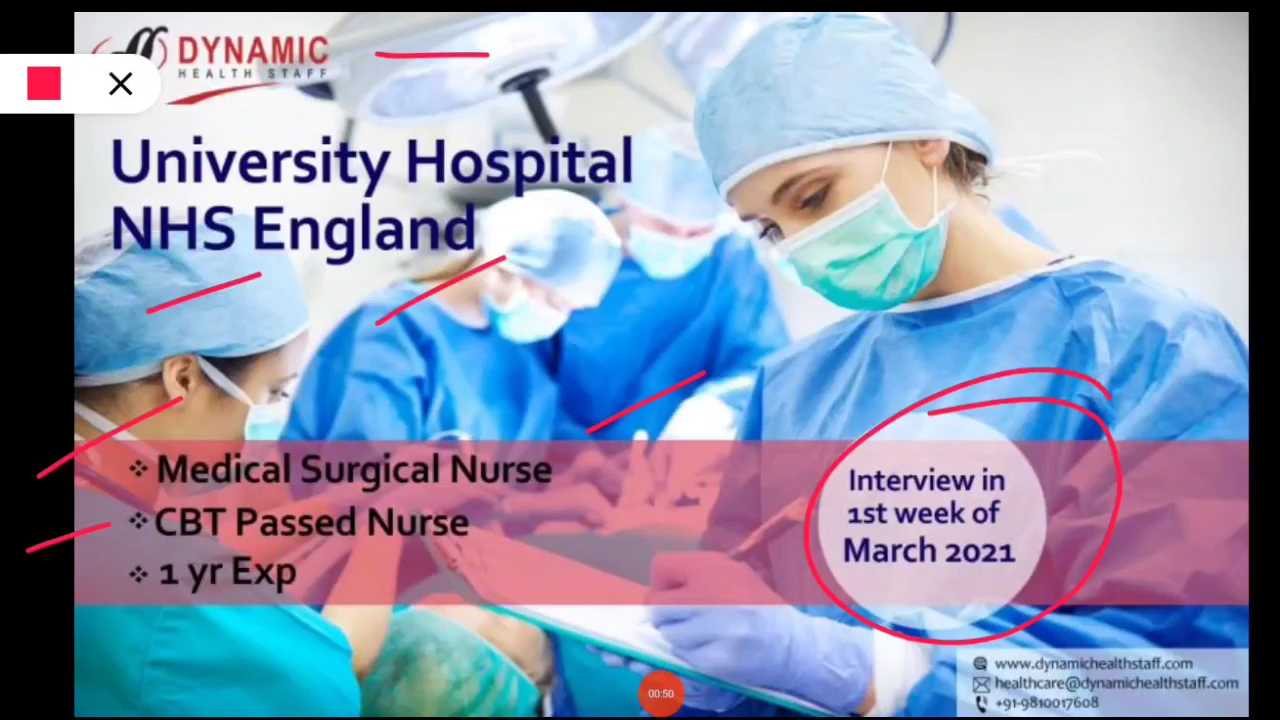 DYNAMIC
HEALTH STAFF
University Hospital
NHS England
❖ Medical Surgical Nurse
❖ CBT Passed Nurse
❖ 1 yr Exp
Interview in
1st week of
March 2021
www.dynamichealthstaff.com
healthcare@dynamichealthstaff.com
+91-9810017608
00:50